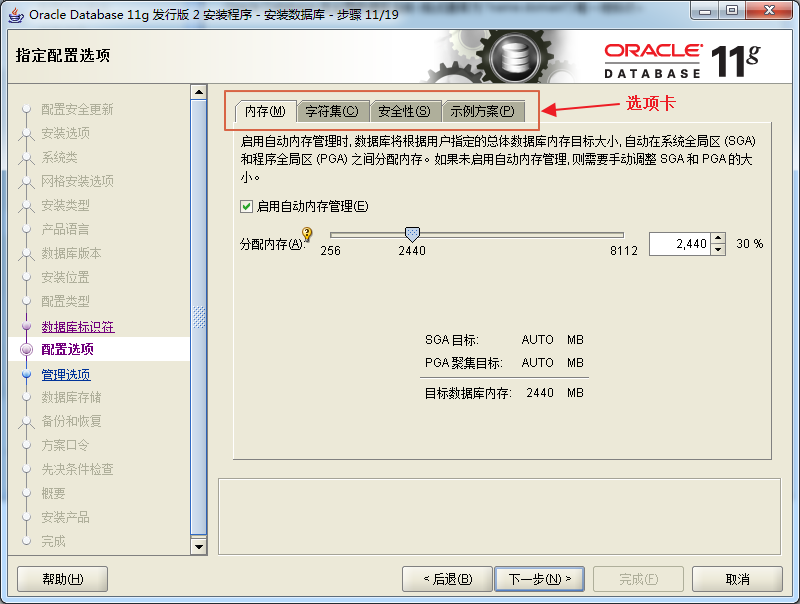 Oracle Database 11g 发行版 2 安装程序 - 安装数据库 - 步骤 11/19
指定配置选项
ORACLE
DATABASE
11g
配置安全更新
安装选项
系统类
网格安装选项
安装类型
产品语言
数据库版本
安装位置
配置类型
数据库标识符
配置选项
管理选项
数据库存储
备份和恢复
方案口令
先决条件检查
概要
安装产品
完成
内存(M) 字符集(C) 安全性(S) 示例方案(P)
选项卡
启用自动内存管理时, 数据库将根据用户指定的总体数据库内存目标大小, 自动在系统全局区 (SGA)
和程序全局区 (PGA) 之间分配内存。如果未启用自动内存管理, 则需要手动调整 SGA 和 PGA 的大
小。
启用自动内存管理(E)
分配内存(A):
256 2440 8112
2,440 30 %
SGA 目标: AUTO MB
PGA 聚集目标: AUTO MB
目标数据库内存: 2440 MB
帮助(H) < 后退(B) 下一步(N) > 完成(F) 取消